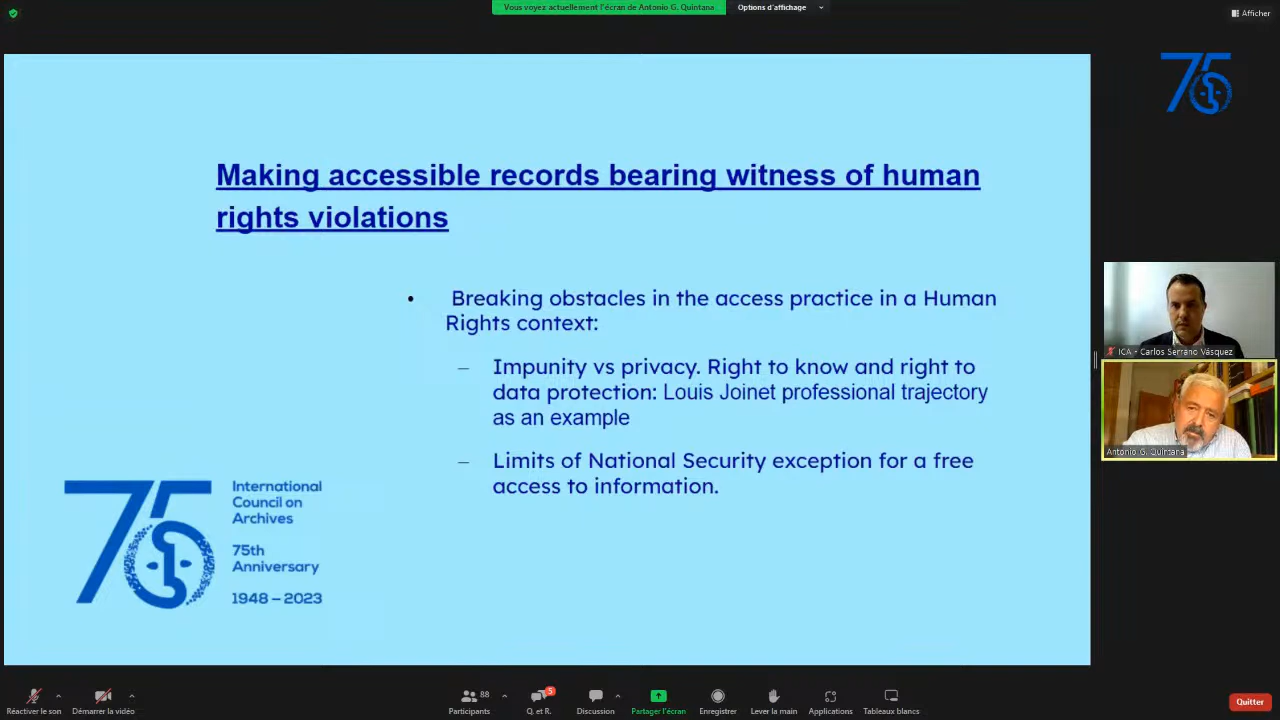 Vous voyez actuellement l'écran de Antonio G. Quintana
Options d'affichage
Afficher
75
Making accessible records bearing witness of human
rights violations
• Breaking obstacles in the access practice in a Human
Rights context:
– Impunity vs privacy. Right to know and right to
data protection: Louis Joinet professional trajectory
as an example
– Limits of National Security exception for a free
access to information.
75
International
Council on
Archives
75th
Anniversary
1948 – 2023
ICA - Carlos Serrano Vásquez
Antonio G. Quintana
Réactiver le son
Démarrer la vidéo
88
Participants
5
Q. et R.
Discussion
Partager l'écran
Enregistrer
Lever la main
Applications
Tableaux blancs
Quitter